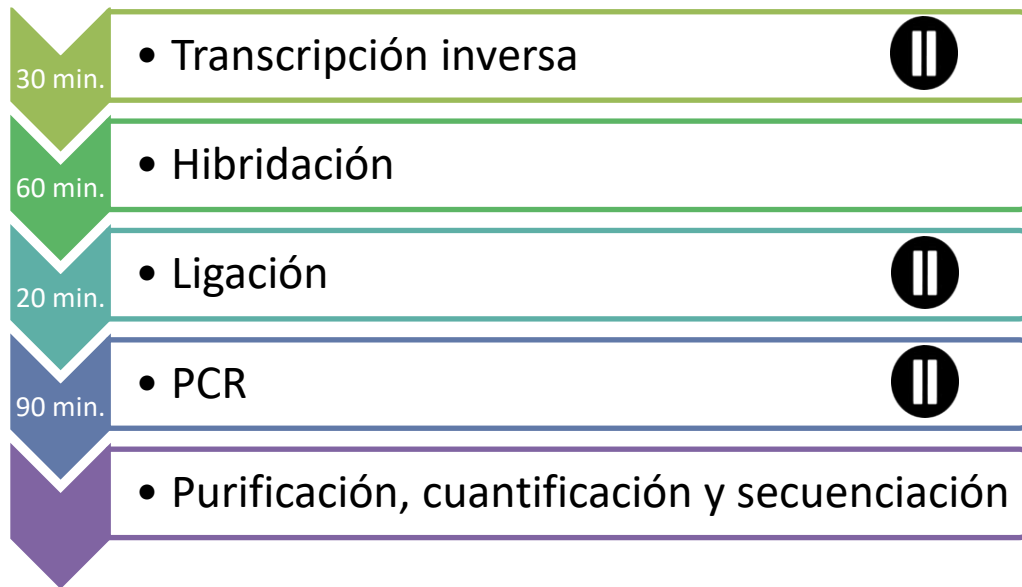 30 min.
• Transcripción inversa
60 min.
• Hibridación
20 min.
• Ligación
90 min.
• PCR
• Purificación, cuantificación y secuenciación